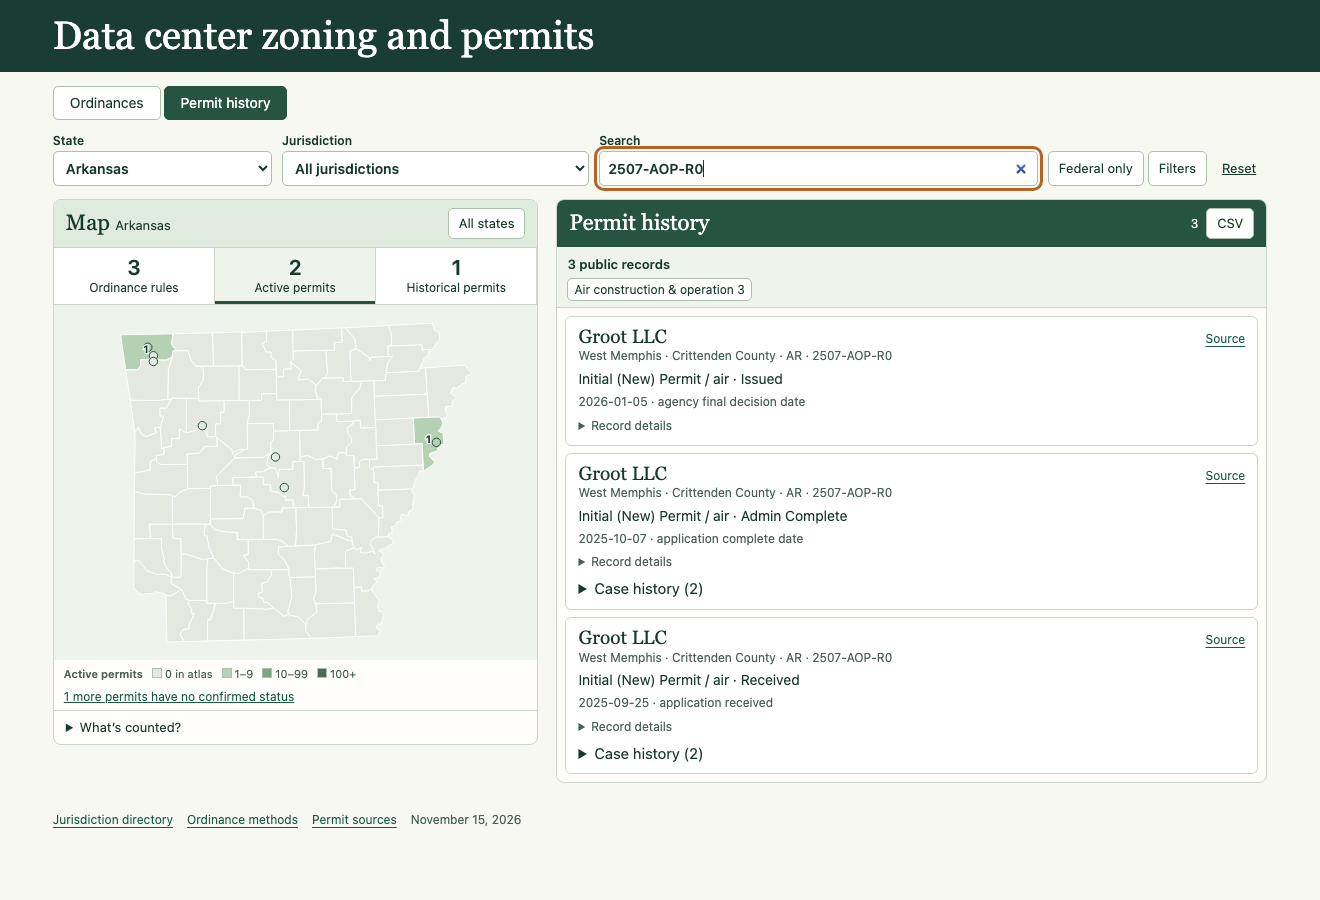 Data center zoning and permits
Ordinances
Permit history
State
Jurisdiction
Search
Arkansas
All jurisdictions
2507-AOP-R0
Federal only
Filters
Reset
Map Arkansas
All states
3
Ordinance rules
2
Active permits
1
Historical permits
1
1
Active permits 0 in atlas 1–9 10–99 100+
1 more permits have no confirmed status
What's counted?
Permit history
3
CSV
3 public records
Air construction & operation 3
Groot LLC
Source
West Memphis · Crittenden County · AR · 2507-AOP-R0
Initial (New) Permit / air · Issued
2026-01-05 · agency final decision date
Record details
Groot LLC
Source
West Memphis · Crittenden County · AR · 2507-AOP-R0
Initial (New) Permit / air · Admin Complete
2025-10-07 · application complete date
Record details
Case history (2)
Groot LLC
Source
West Memphis · Crittenden County · AR · 2507-AOP-R0
Initial (New) Permit / air · Received
2025-09-25 · application received
Record details
Case history (2)
Jurisdiction directory
Ordinance methods
Permit sources
November 15, 2026